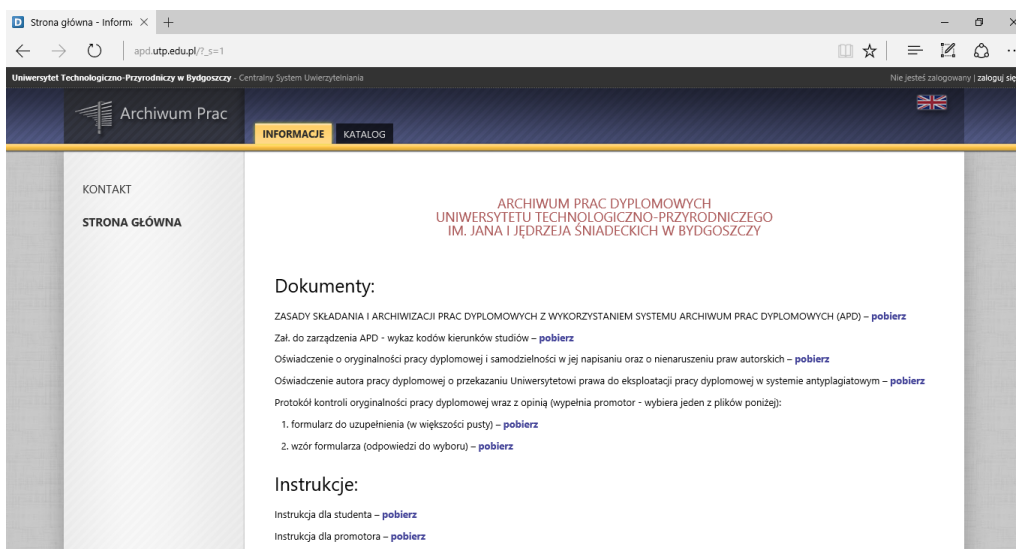 Strona główna - Inform:
apd.utp.edu.pl/?_s=1
Uniwersytet Technologiczno-Przyrodniczy w Bydgoszczy - Centralny System Uwierzytelniania
Nie jesteś zalogowany | zaloguj się
Archiwum Prac
INFORMACJE
KATALOG
KONTAKT
STRONA GŁÓWNA
ARCHIWUM PRAC DYPLOMOWYCH
UNIWERSYTETU TECHNOLOGICZNO-PRZYRODNICZEGO
IM. JANA I JĘDRZEJA ŚNIADECKICH W BYDGOSZCZY
Dokumenty:
ZASADY SKŁADANIA I ARCHIWIZACJI PRAC DYPLOMOWYCH Z WYKORZYSTANIEM SYSTEMU ARCHIWUM PRAC DYPLOMOWYCH (APD) – pobierz
Zał. do zarządzenia APD - wykaz kodów kierunków studiów – pobierz
Oświadczenie o oryginalności pracy dyplomowej i samodzielności w jej napisaniu oraz o nienaruszeniu praw autorskich – pobierz
Oświadczenie autora pracy dyplomowej o przekazaniu Uniwersytetowi prawa do eksploatacji pracy dyplomowej w systemie antyplagiatowym – pobierz
Protokół kontroli oryginalności pracy dyplomowej wraz z opinią (wypełnia promotor - wybiera jeden z plików poniżej):
1. formularz do uzupełnienia (w większości pusty) – pobierz
2. wzór formularza (odpowiedzi do wyboru) – pobierz
Instrukcje:
Instrukcja dla studenta – pobierz
Instrukcja dla promotora – pobierz